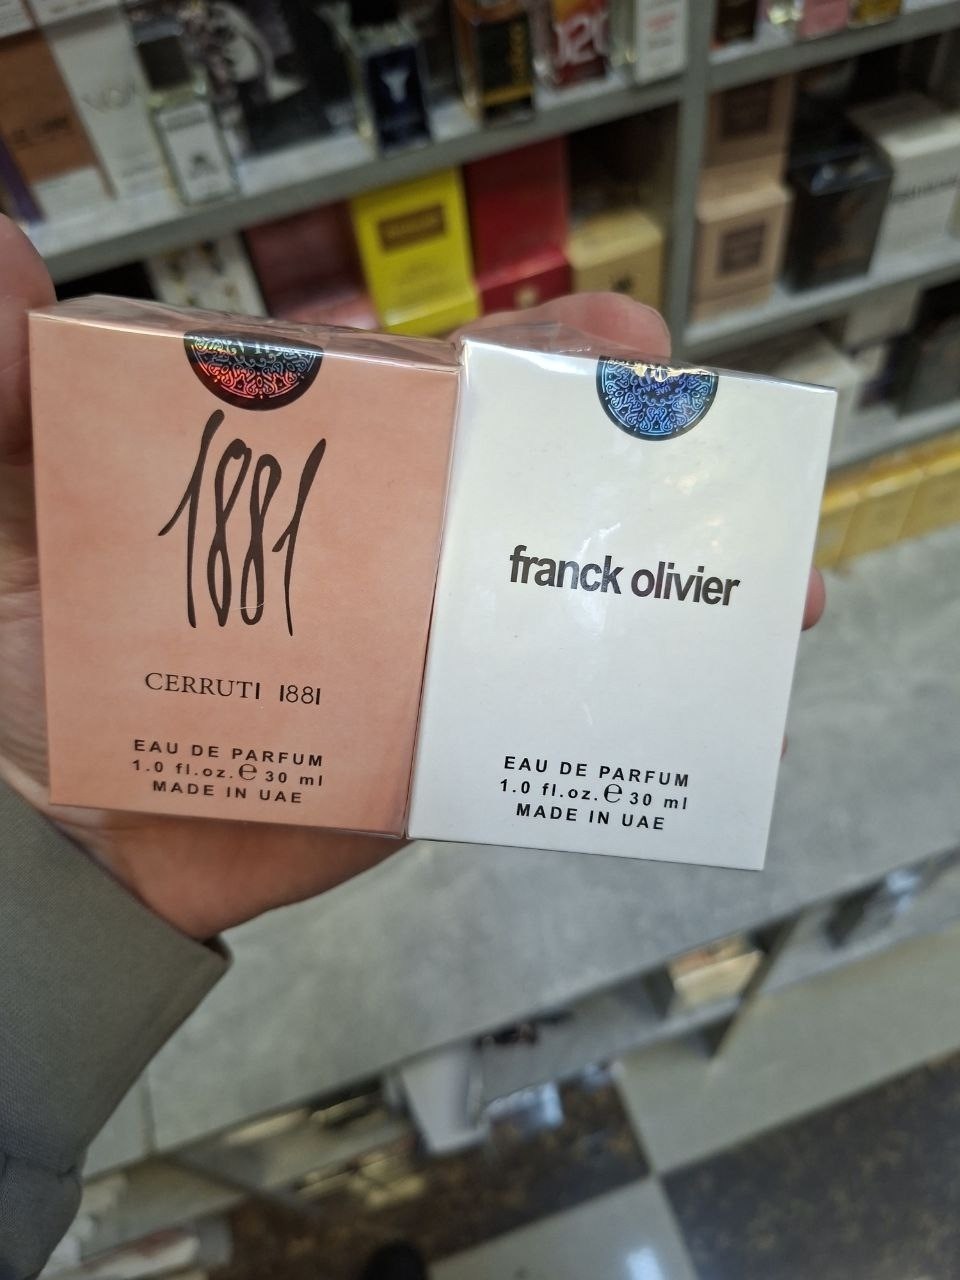 1881
CERRUTI 1881
EAU DE PARFUM
1.0 fl.oz. ℮ 30 ml
MADE IN UAE
franck olivier
EAU DE PARFUM
1.0 fl.oz. ℮ 30 ml
MADE IN UAE